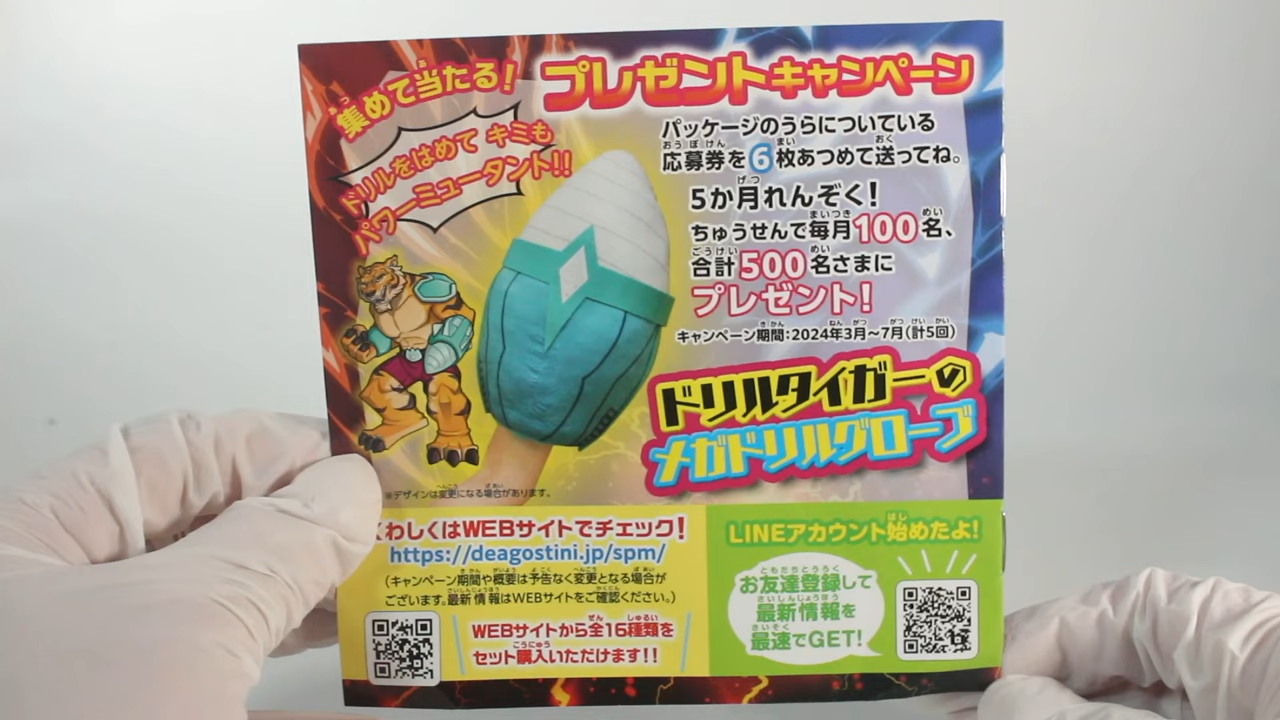 集めて当たる！
プレゼントキャンペーン
ドリルをはめて キミも
パワーミュータント!!
パッケージのうらについている
応募券を6枚あつめて送ってね。
5か月れんぞく！
ちゅうせんで毎月100名、
合計500名さまに
プレゼント！
キャンペーン期間：2024年3月〜7月（計5回）
ドリルタイガーの
メガドリルグローブ
※デザインは変更になる場合があります。
くわしくはWEBサイトでチェック！
https://deagostini.jp/spm/
（キャンペーン期間や概要は予告なく変更となる場合が
ございます。最新情報はWEBサイトをご確認ください。）
WEBサイトから全16種類を
セット購入いただけます!!
LINEアカウント始めたよ！
お友達登録して
最新情報を
最速でGET！